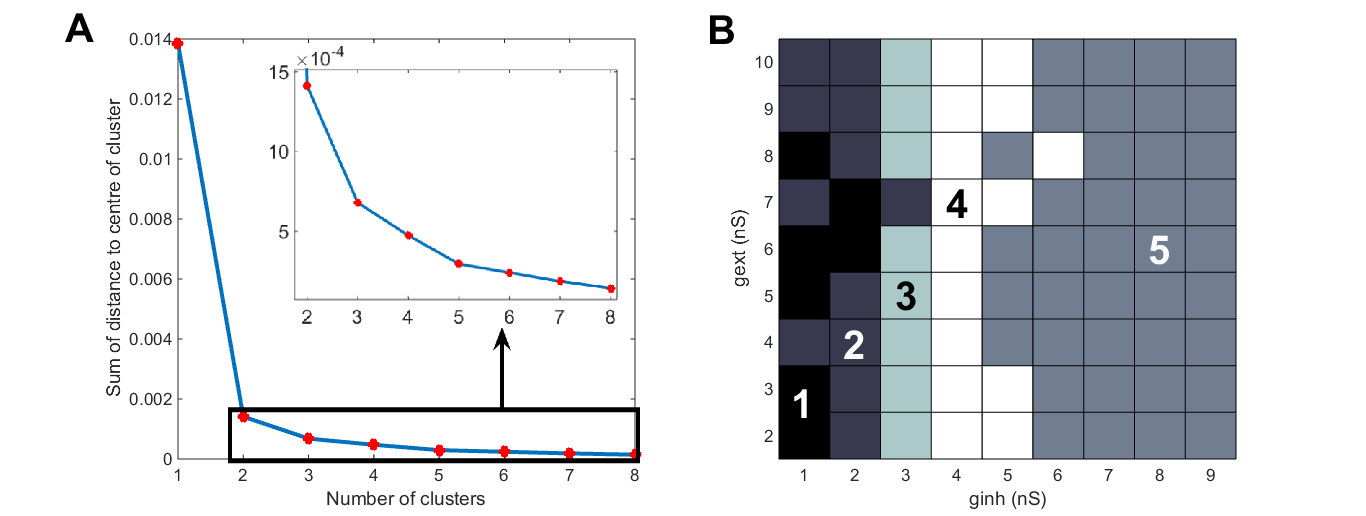 A
0.014
0.012
0.01
0.008
0.006
0.004
0.002
0
Sum of distance to centre of cluster
1 2 3 4 5 6 7 8
Number of clusters
×10-4
15
10
5
2 3 4 5 6 7 8
B
10
9
8
7
6
5
4
3
2
gext (nS)
4
5
3
2
1
1 2 3 4 5 6 7 8 9
ginh (nS)